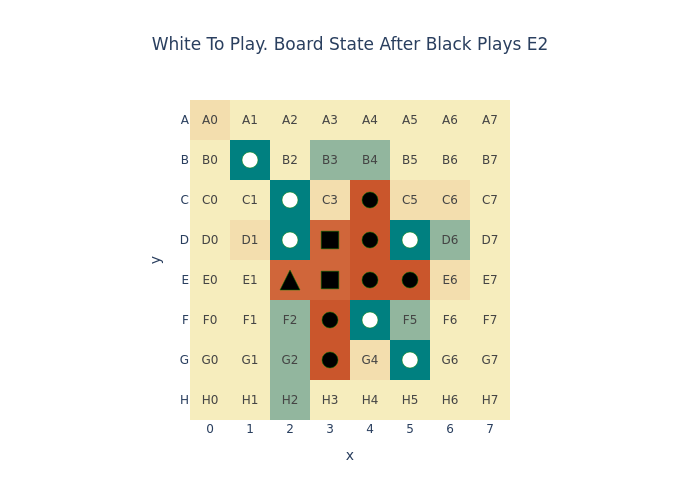 White To Play. Board State After Black Plays E2
A A0 A1 A2 A3 A4 A5 A6 A7
B B0 B2 B3 B4 B5 B6 B7
C C0 C1 C3 C5 C6 C7
D D0 D1 D6 D7
y
E E0 E1 E6 E7
F F0 F1 F2 F5 F6 F7
G G0 G1 G2 G4 G6 G7
H H0 H1 H2 H3 H4 H5 H6 H7
0 1 2 3 4 5 6 7
x